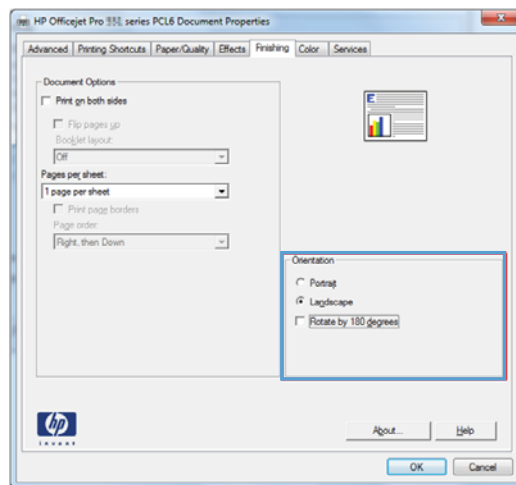 HP Officejet Pro series PCL6 Document Properties
Advanced Printing Shortcuts Paper/Quality Effects Finishing Color Services
Document Options
Print on both sides
Flip pages up
Booklet layout:
Off
Pages per sheet:
1 page per sheet
Print page borders
Page order:
Right, then Down
E
Orientation
Portrait
Landscape
Rotate by 180 degrees
hp
invent
About...
Help
OK
Cancel